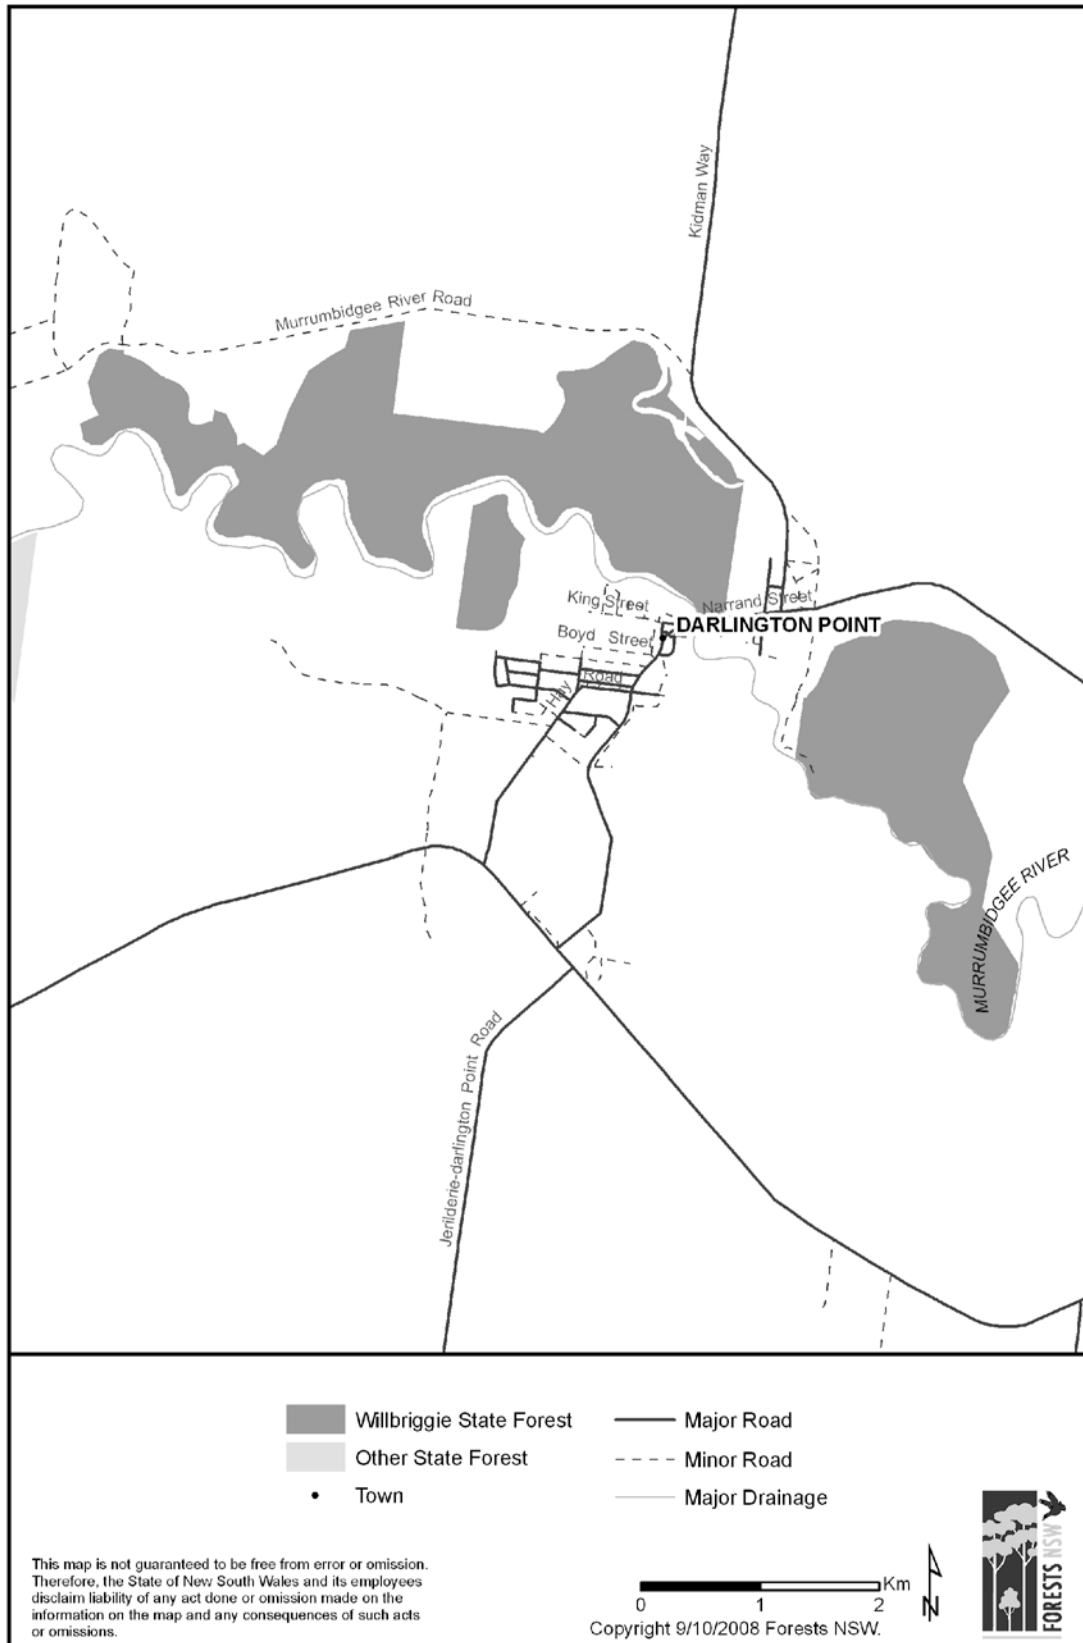 Kidman Way
Murrumbidgee River Road
King Street
Narrand Street
DARLINGTON POINT
Boyd Street
Hay Road
MURRUMBIDGEE RIVER
Jerilderie-darlington Point Road
Willbriggie State Forest
Other State Forest
Town
Major Road
Minor Road
Major Drainage
This map is not guaranteed to be free from error or omission.
Therefore, the State of New South Wales and its employees
disclaim liability of any act done or omission made on the
information on the map and any consequences of such acts
or omissions.
Km
0 1 2
Copyright 9/10/2008 Forests NSW.
N
FORESTS NSW